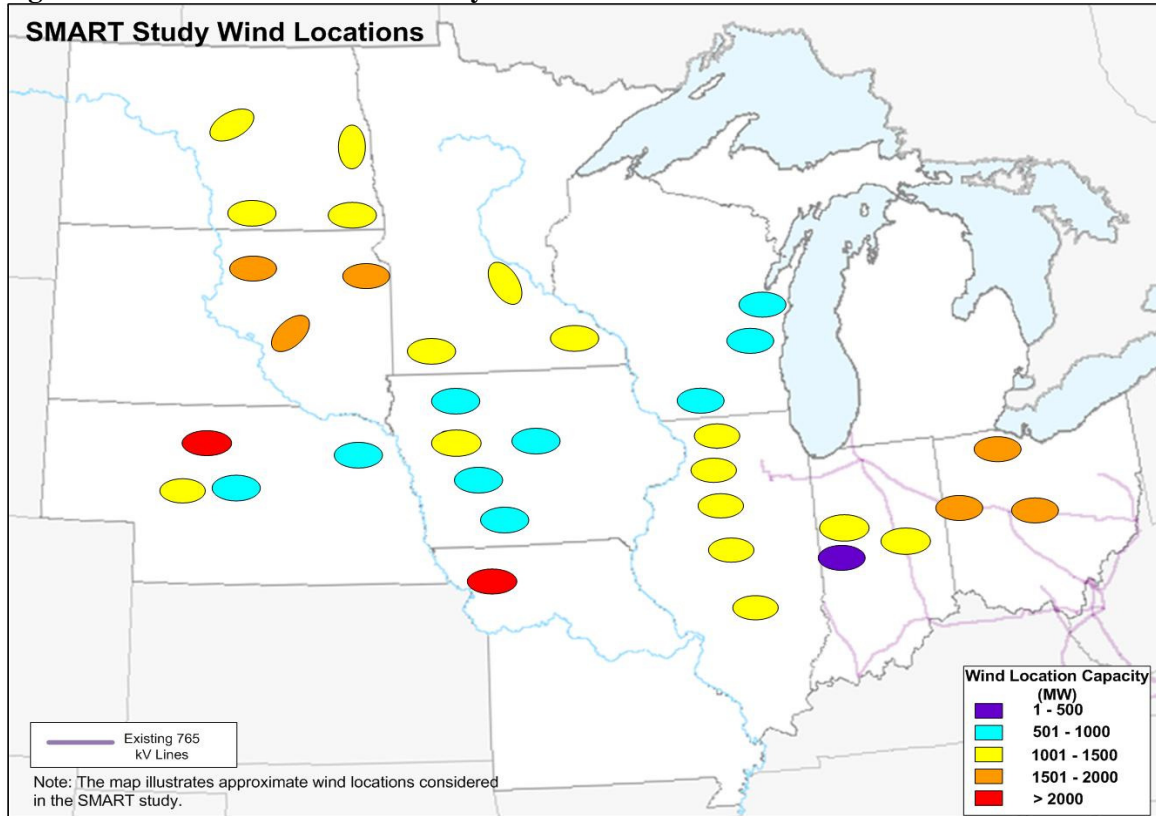 SMART Study Wind Locations
Existing 765
kV Lines
Note: The map illustrates approximate wind locations considered
in the SMART study.
Wind Location Capacity
(MW)
1 - 500
501 - 1000
1001 - 1500
1501 - 2000
> 2000